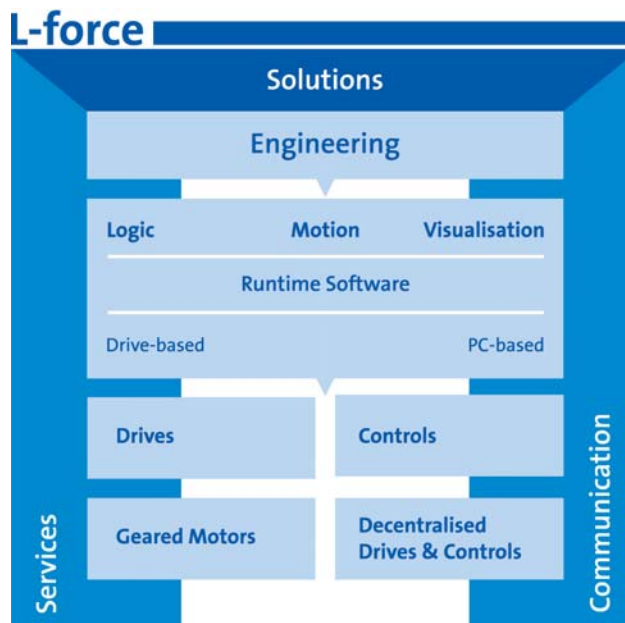 L-force
Solutions
Engineering
Logic Motion Visualisation
Runtime Software
Drive-based PC-based
Drives Controls
Geared Motors
Decentralised
Drives & Controls
Services
Communication